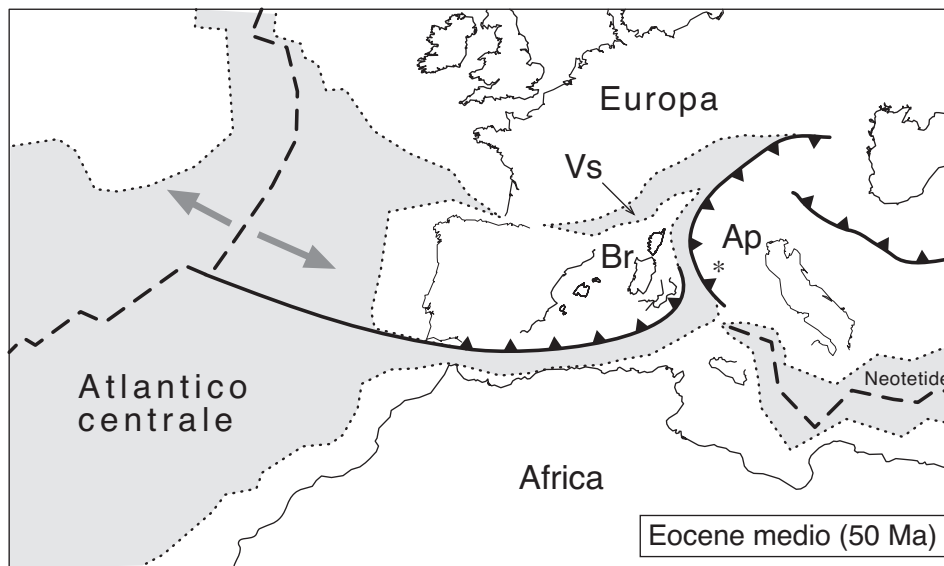 Europa
Vs
Br
Ap
*
Neotetide
Atlantico
centrale
Africa
Eocene medio (50 Ma)